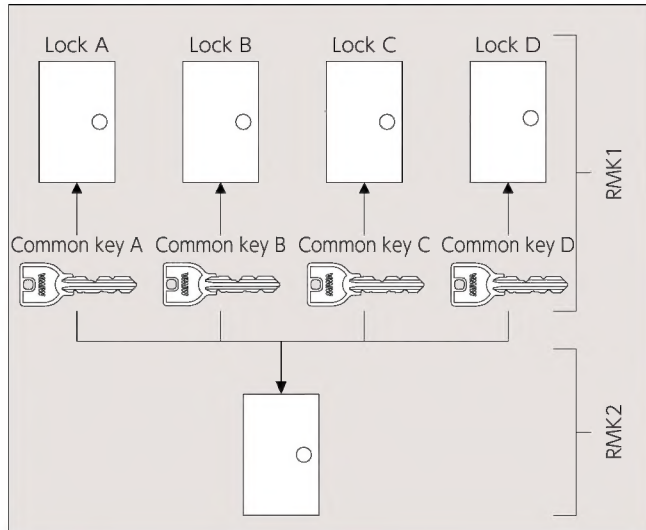 Lock A
Lock B
Lock C
Lock D
RMK1
Common key A
Common key B
Common key C
Common key D
RMK2